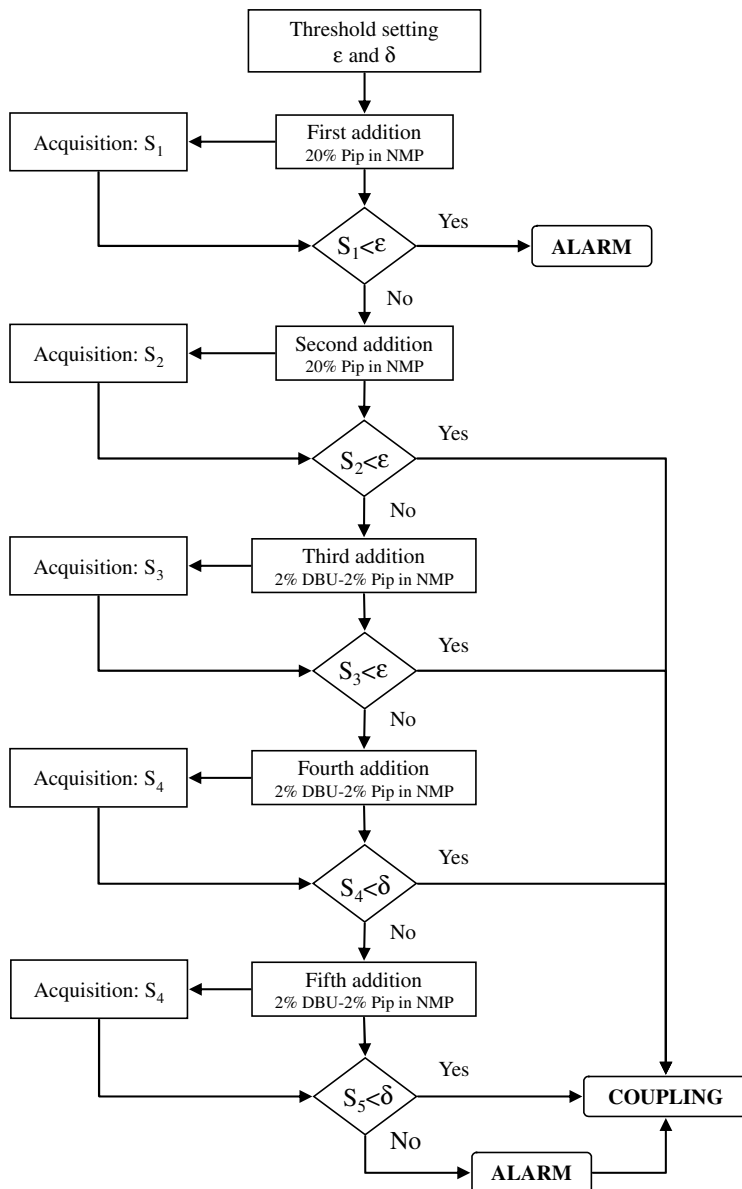 Threshold setting
ε and δ
Acquisition: S₁
First addition
20% Pip in NMP
S₁<ε
Yes
ALARM
No
Acquisition: S₂
Second addition
20% Pip in NMP
S₂<ε
Yes
No
Acquisition: S₃
Third addition
2% DBU-2% Pip in NMP
S₃<ε
Yes
No
Acquisition: S₄
Fourth addition
2% DBU-2% Pip in NMP
S₄<δ
Yes
No
Acquisition: S₄
Fifth addition
2% DBU-2% Pip in NMP
S₅<δ
Yes
COUPLING
No
ALARM